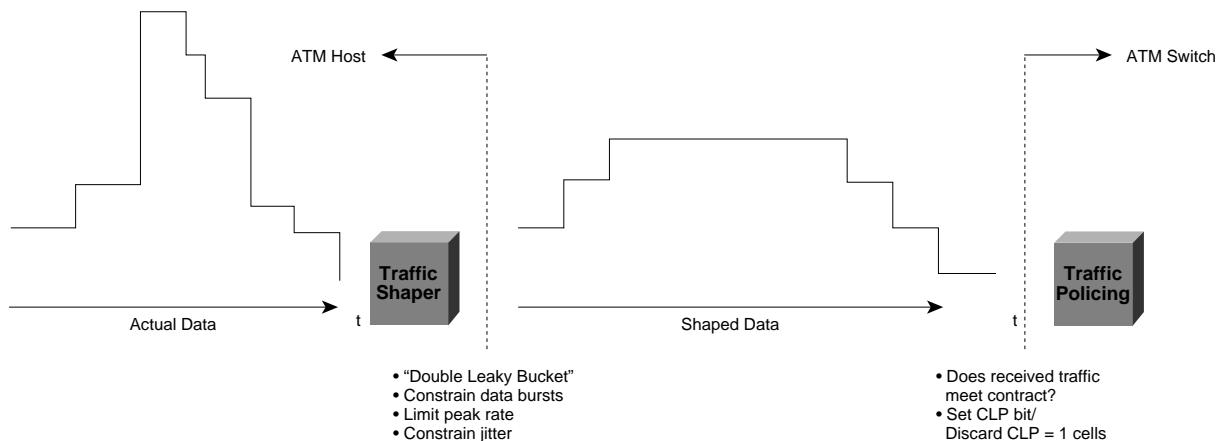 ATM Host
ATM Switch
Traffic
Shaper
Traffic
Policing
Actual Data
t
Shaped Data
t
• “Double Leaky Bucket”
• Constrain data bursts
• Limit peak rate
• Constrain jitter
• Does received traffic
meet contract?
• Set CLP bit/
Discard CLP = 1 cells